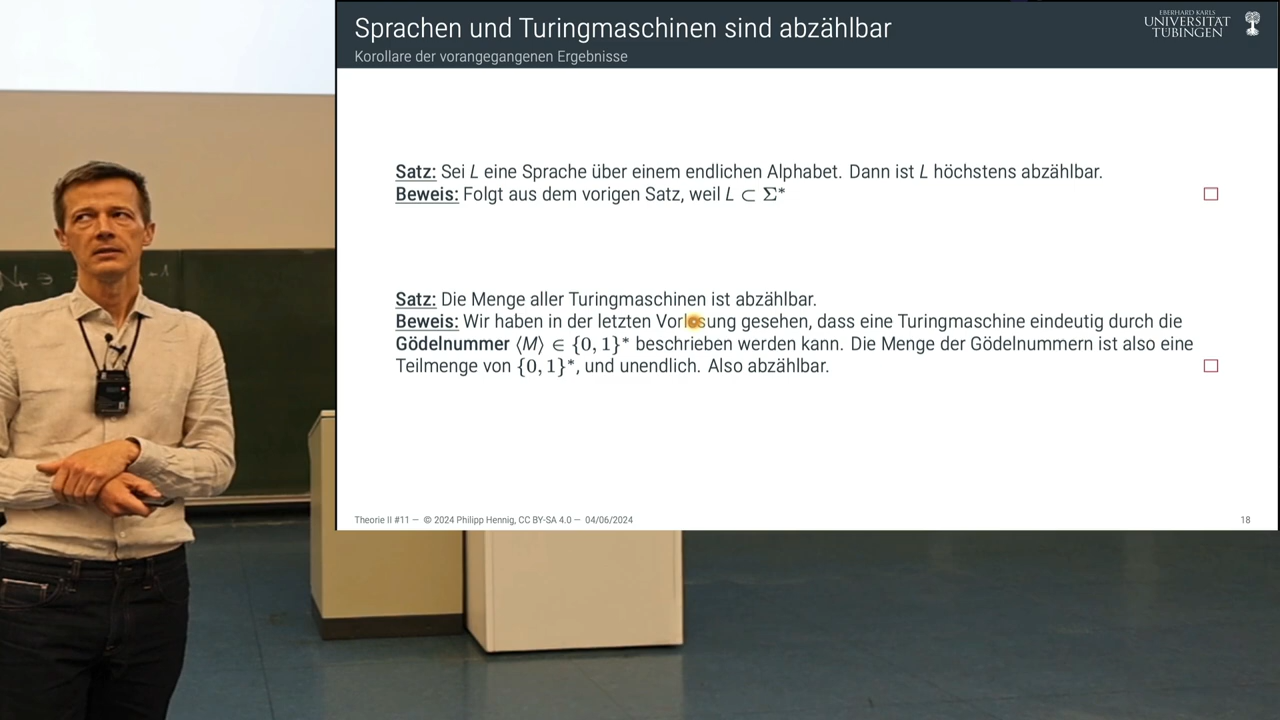 Sprachen und Turingmaschinen sind abzählbar
Korollare der vorangegangenen Ergebnisse
EBERHARD KARLS
UNIVERSITÄT
TÜBINGEN
Satz: Sei L eine Sprache über einem endlichen Alphabet. Dann ist L höchstens abzählbar.
Beweis: Folgt aus dem vorigen Satz, weil L ⊂ Σ* □
Satz: Die Menge aller Turingmaschinen ist abzählbar.
Beweis: Wir haben in der letzten Vorlesung gesehen, dass eine Turingmaschine eindeutig durch die
Gödelnummer ⟨M⟩ ∈ {0, 1}* beschrieben werden kann. Die Menge der Gödelnummern ist also eine
Teilmenge von {0, 1}*, und unendlich. Also abzählbar. □
Theorie II #11 — © 2024 Philipp Hennig, CC BY-SA 4.0 — 04/06/2024
18